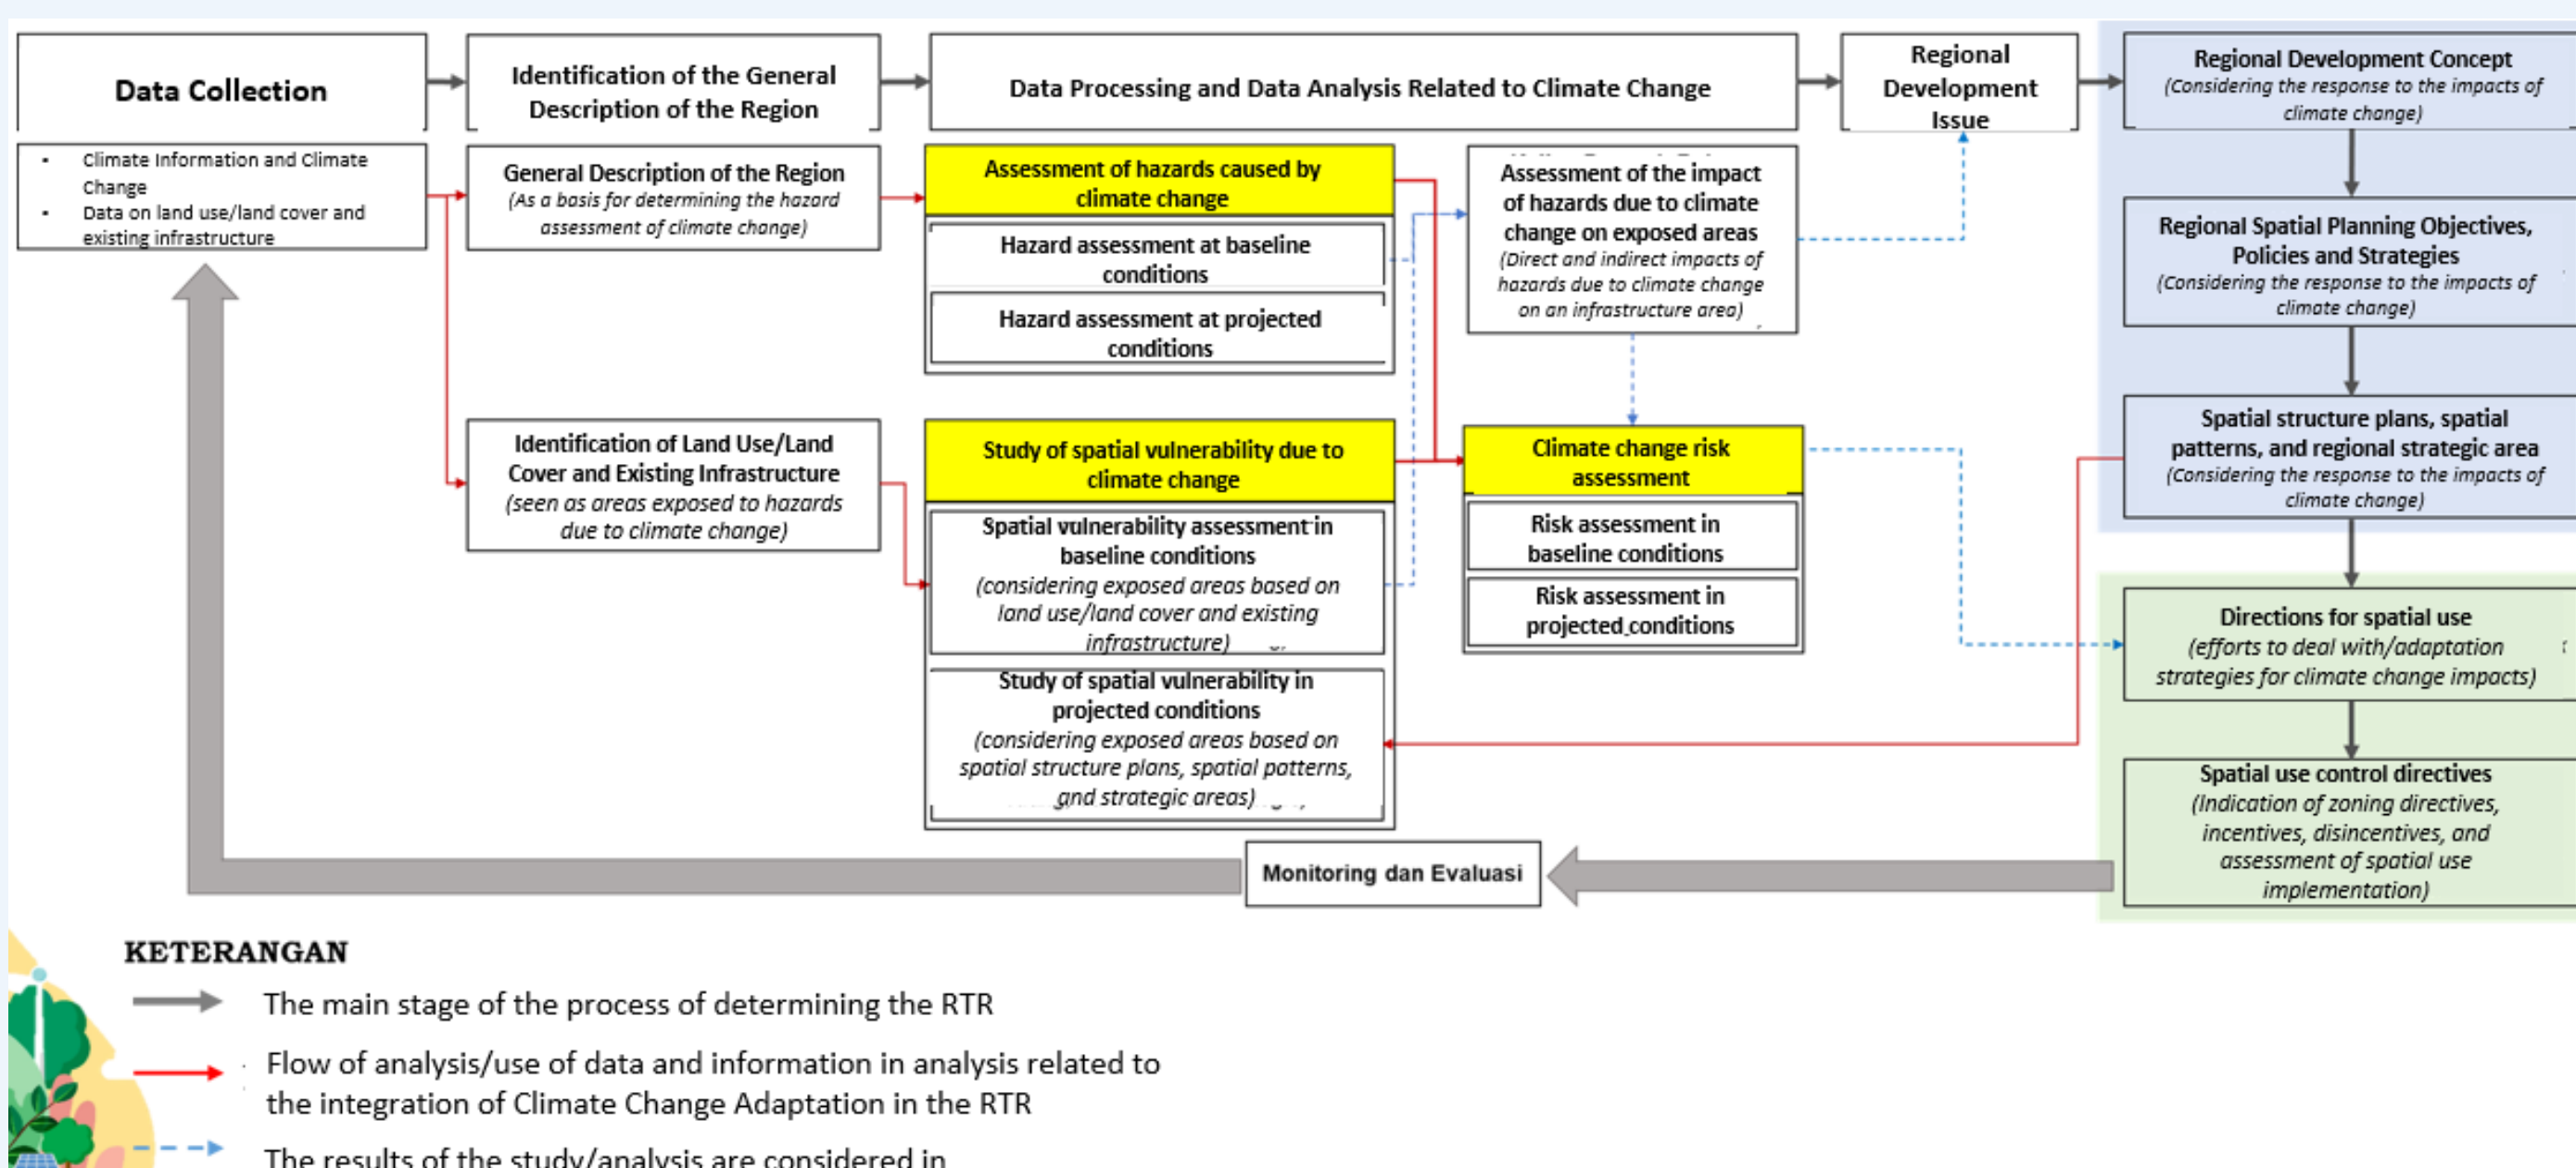 Data Collection
Identification of the General
Description of the Region
Data Processing and Data Analysis Related to Climate Change
Regional
Development
Issue
Regional Development Concept
(Considering the response to the impacts of
climate change)
▪ Climate Information and Climate
Change
▪ Data on land use/land cover and
existing infrastructure
General Description of the Region
(As a basis for determining the hazard
assessment of climate change)
Assessment of hazards caused by
climate change
Hazard assessment at baseline
conditions
Hazard assessment at projected
conditions
Assessment of the impact
of hazards due to climate
change on exposed areas
(Direct and indirect impacts of
hazards due to climate change
on an infrastructure area)
Regional Spatial Planning Objectives,
Policies and Strategies
(Considering the response to the impacts of
climate change)
Identification of Land Use/Land
Cover and Existing Infrastructure
(seen as areas exposed to hazards
due to climate change)
Study of spatial vulnerability due to
climate change
Spatial vulnerability assessment in
baseline conditions
(considering exposed areas based on
land use/land cover and existing
infrastructure)
Study of spatial vulnerability in
projected conditions
(considering exposed areas based on
spatial structure plans, spatial patterns,
and strategic areas)
Climate change risk
assessment
Risk assessment in
baseline conditions
Risk assessment in
projected conditions
Spatial structure plans, spatial
patterns, and regional strategic area
(Considering the response to the impacts of
climate change)
Directions for spatial use
(efforts to deal with/adaptation
strategies for climate change impacts)
Spatial use control directives
(Indication of zoning directives,
incentives, disincentives, and
assessment of spatial use
implementation)
Monitoring dan Evaluasi
KETERANGAN
The main stage of the process of determining the RTR
Flow of analysis/use of data and information in analysis related to
the integration of Climate Change Adaptation in the RTR
The results of the study/analysis are considered in